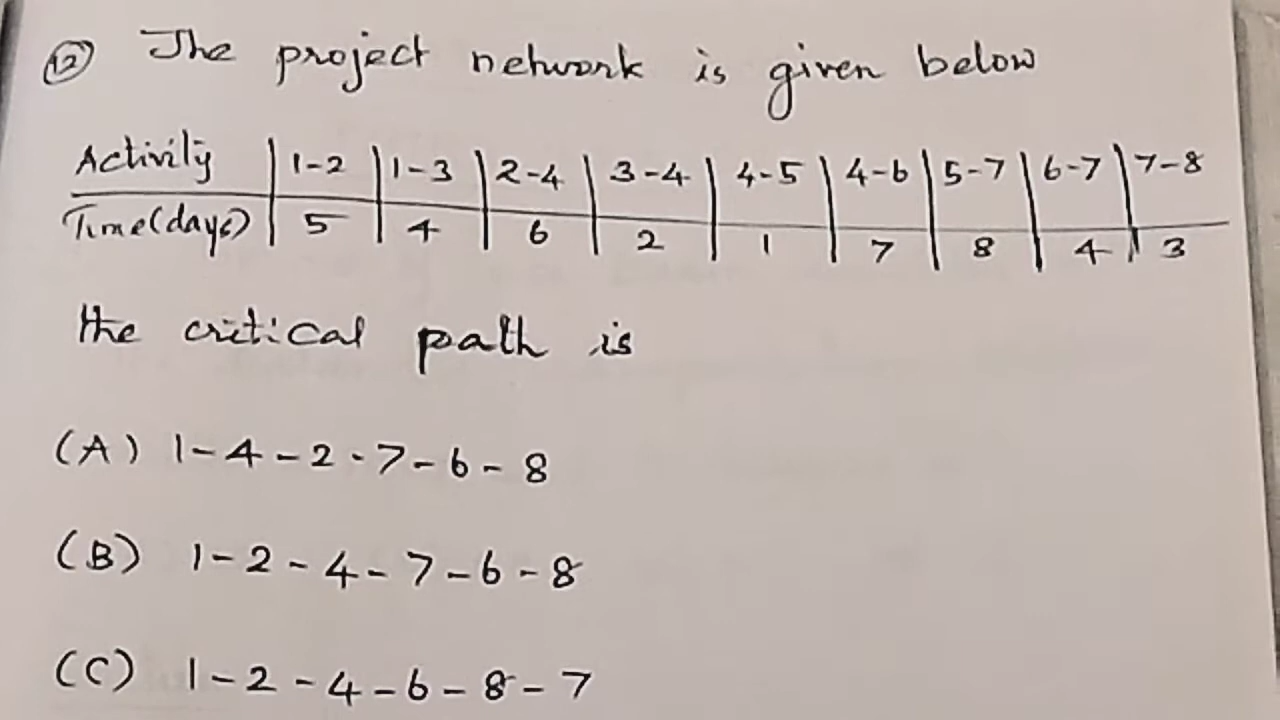 (12) The project network is given below
Activity | 1-2 | 1-3 | 2-4 | 3-4 | 4-5 | 4-6 | 5-7 | 6-7 | 7-8
Time(days) | 5 | 4 | 6 | 2 | 1 | 7 | 8 | 4 | 3
the critical path is
(A) 1-4-2-7-6-8
(B) 1-2-4-7-6-8
(C) 1-2-4-6-8-7